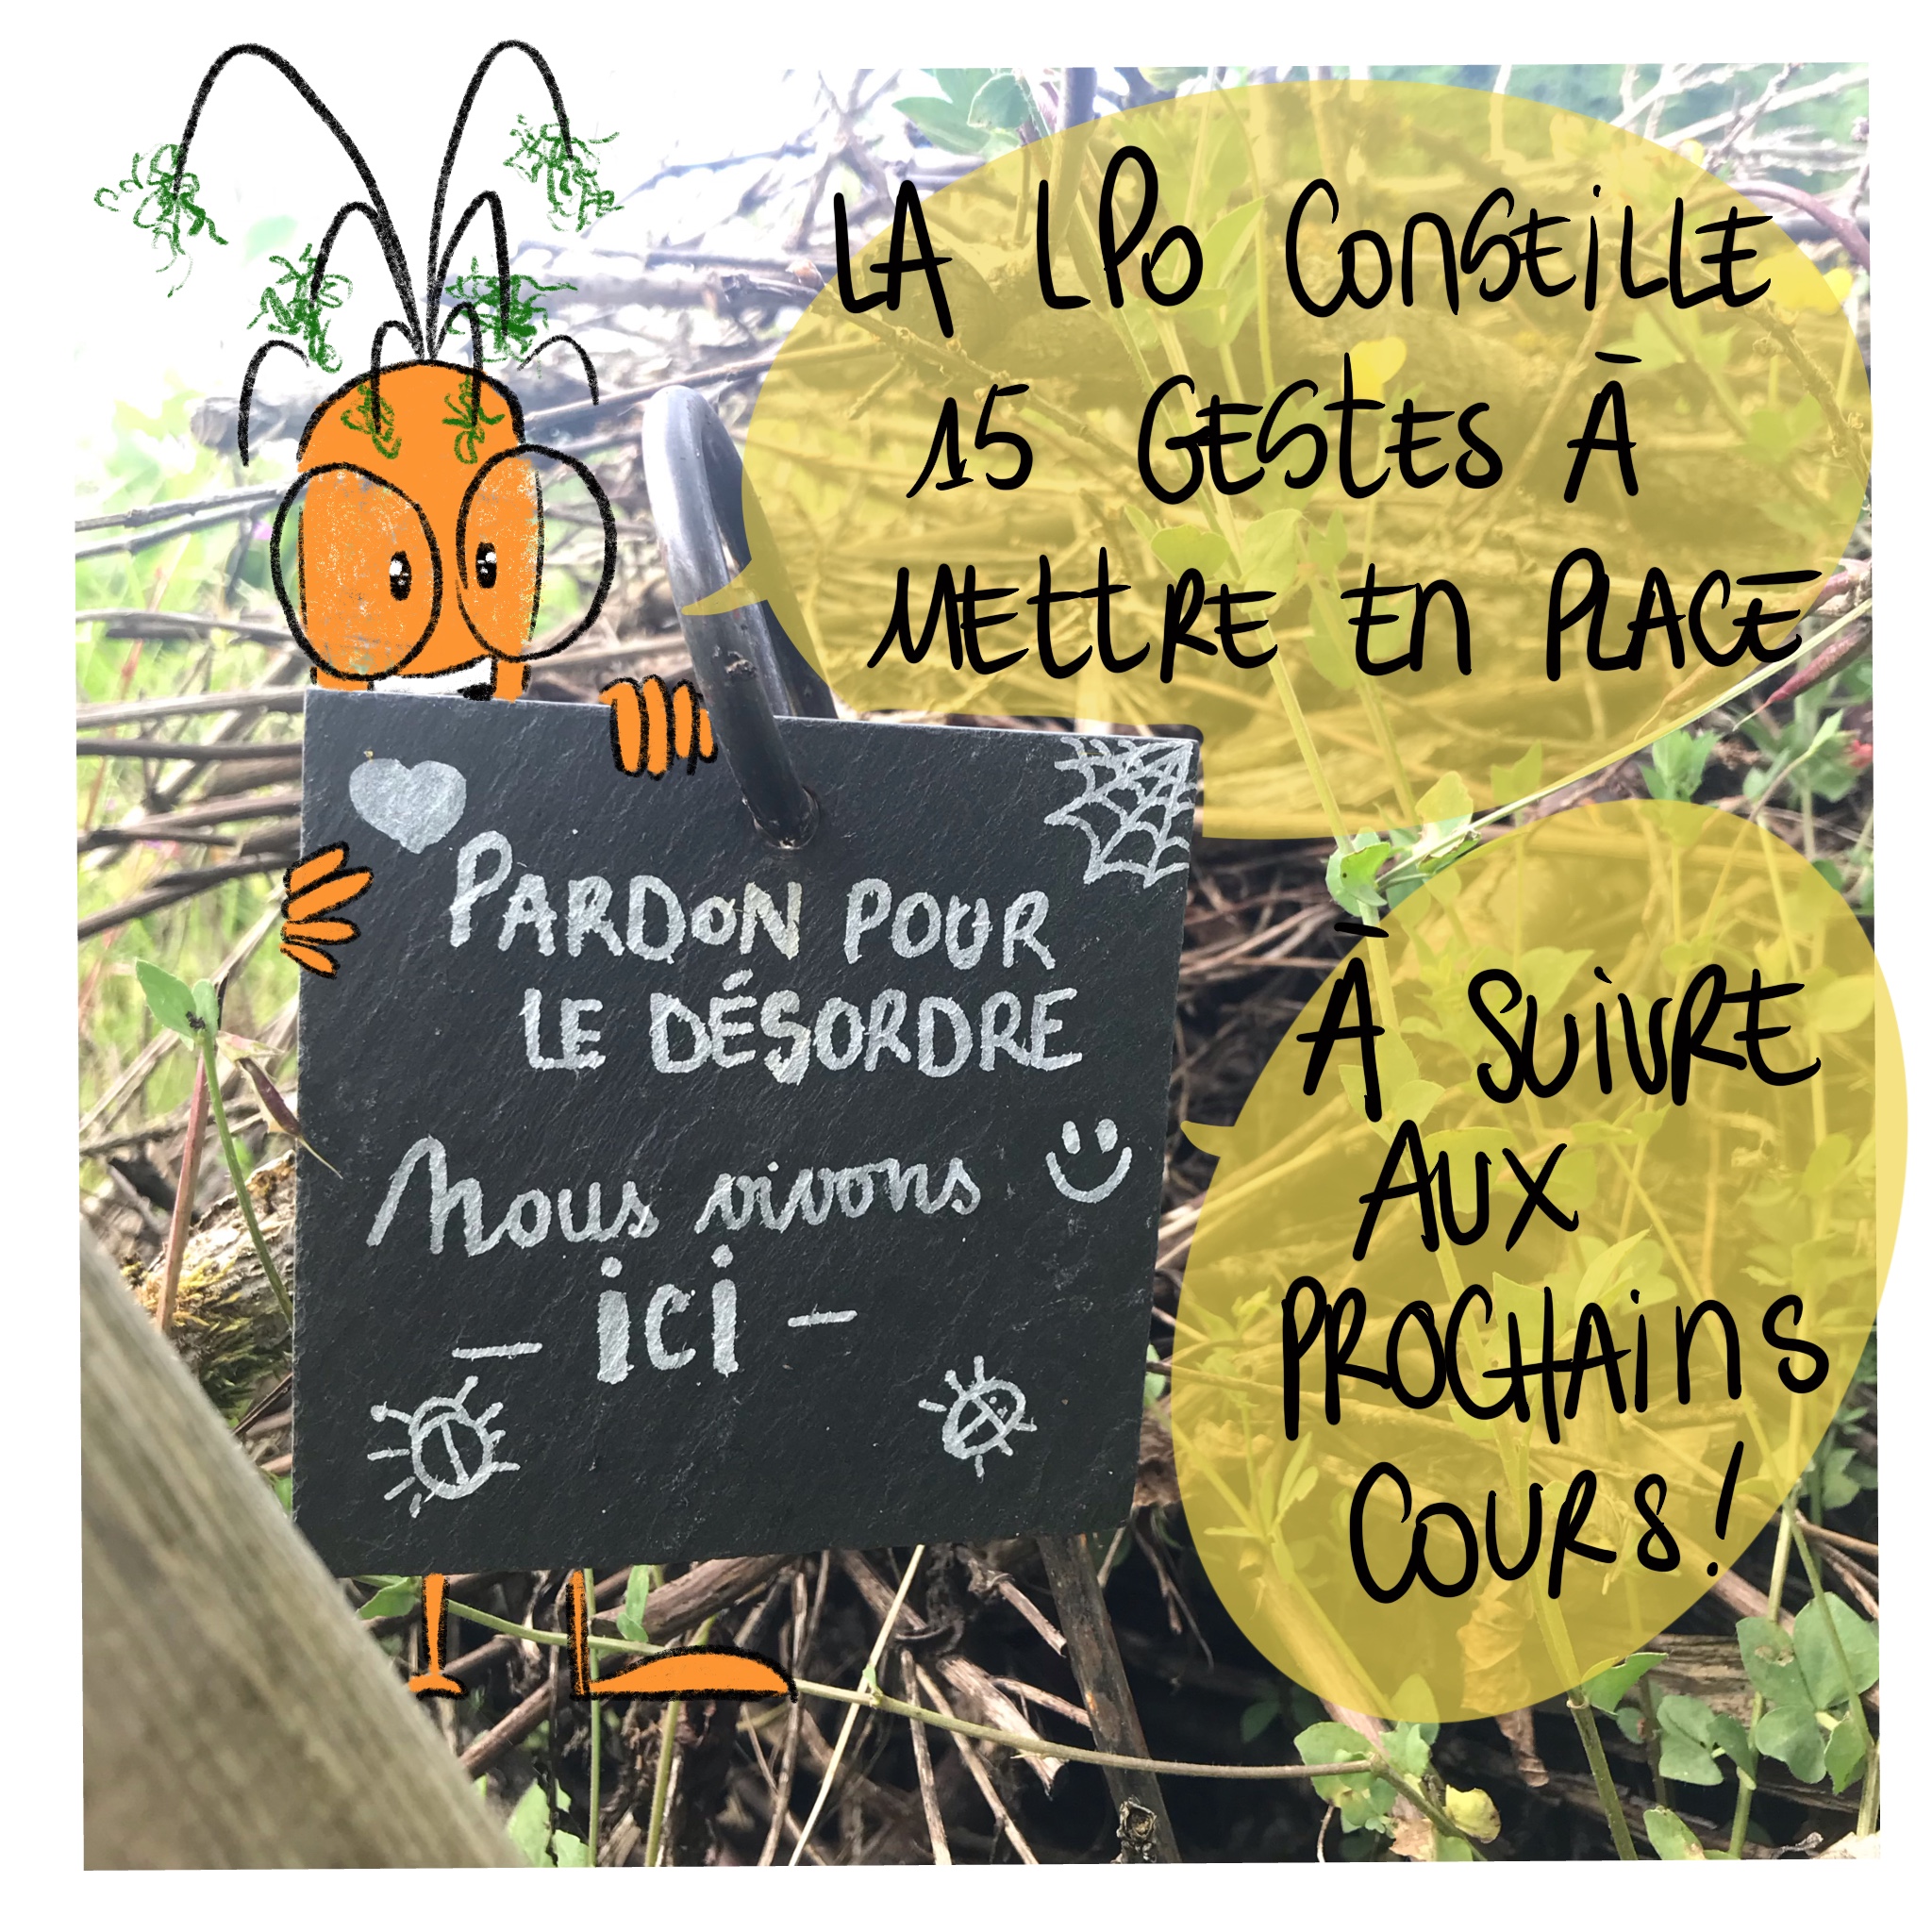 LA LPO CONSEILLE
15 GESTES À
METTRE EN PLACE
PARDON POUR
LE DÉSORDRE
Nous vivons
- ici -
À SUIVRE
AUX
PROCHAINS
COURS!